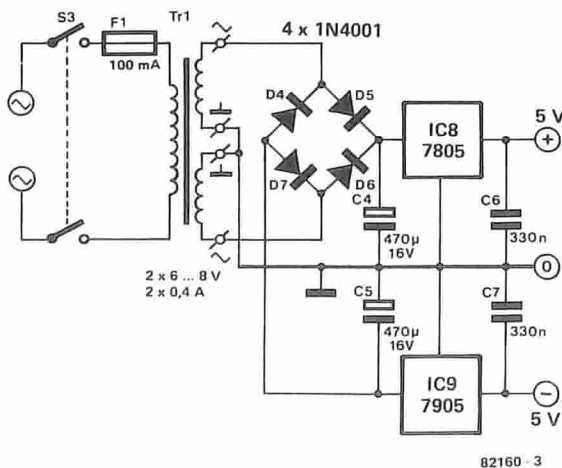 S3
F1
100 mA
Tr1
4 x 1N4001
D4
D5
D7
D6
2 x 6 ... 8 V
2 x 0,4 A
IC8
7805
5 V
+
C4
470µ
16V
C6
330n
0
C5
470µ
16V
C7
330n
IC9
7905
−
5 V
82160 - 3